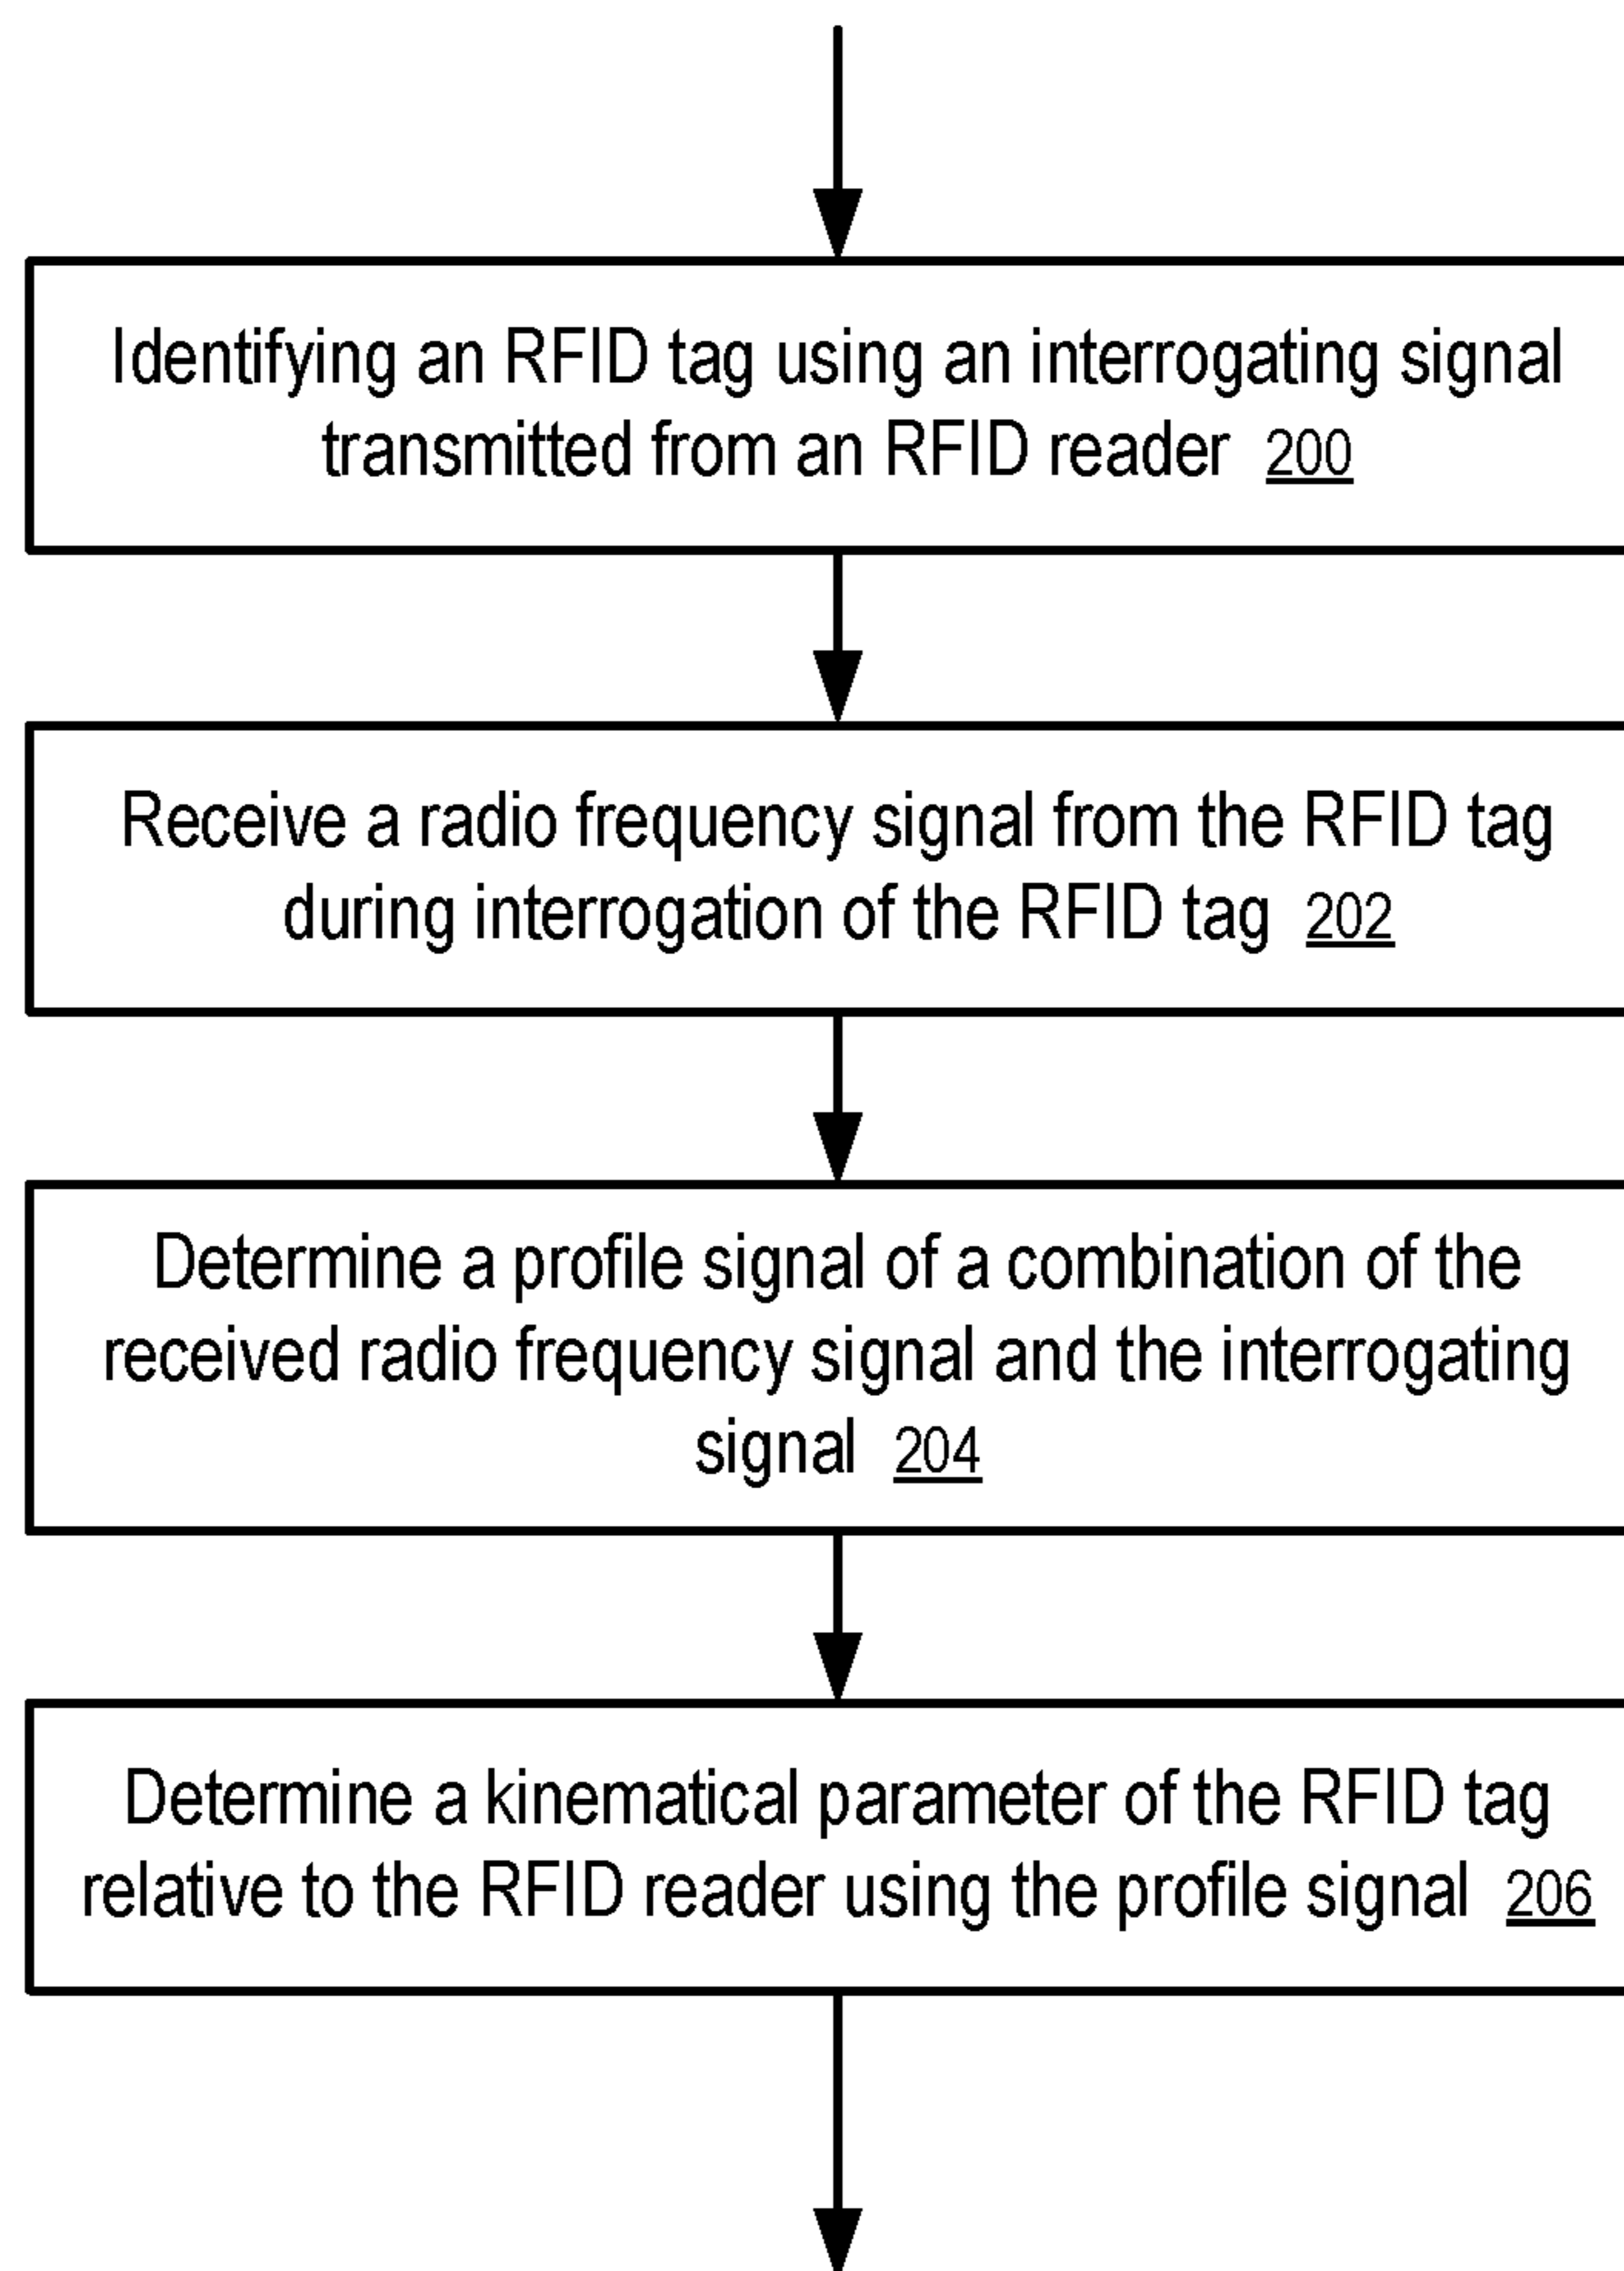 Identifying an RFID tag using an interrogating signal
transmitted from an RFID reader 200
Receive a radio frequency signal from the RFID tag
during interrogation of the RFID tag 202
Determine a profile signal of a combination of the
received radio frequency signal and the interrogating
signal 204
Determine a kinematical parameter of the RFID tag
relative to the RFID reader using the profile signal 206